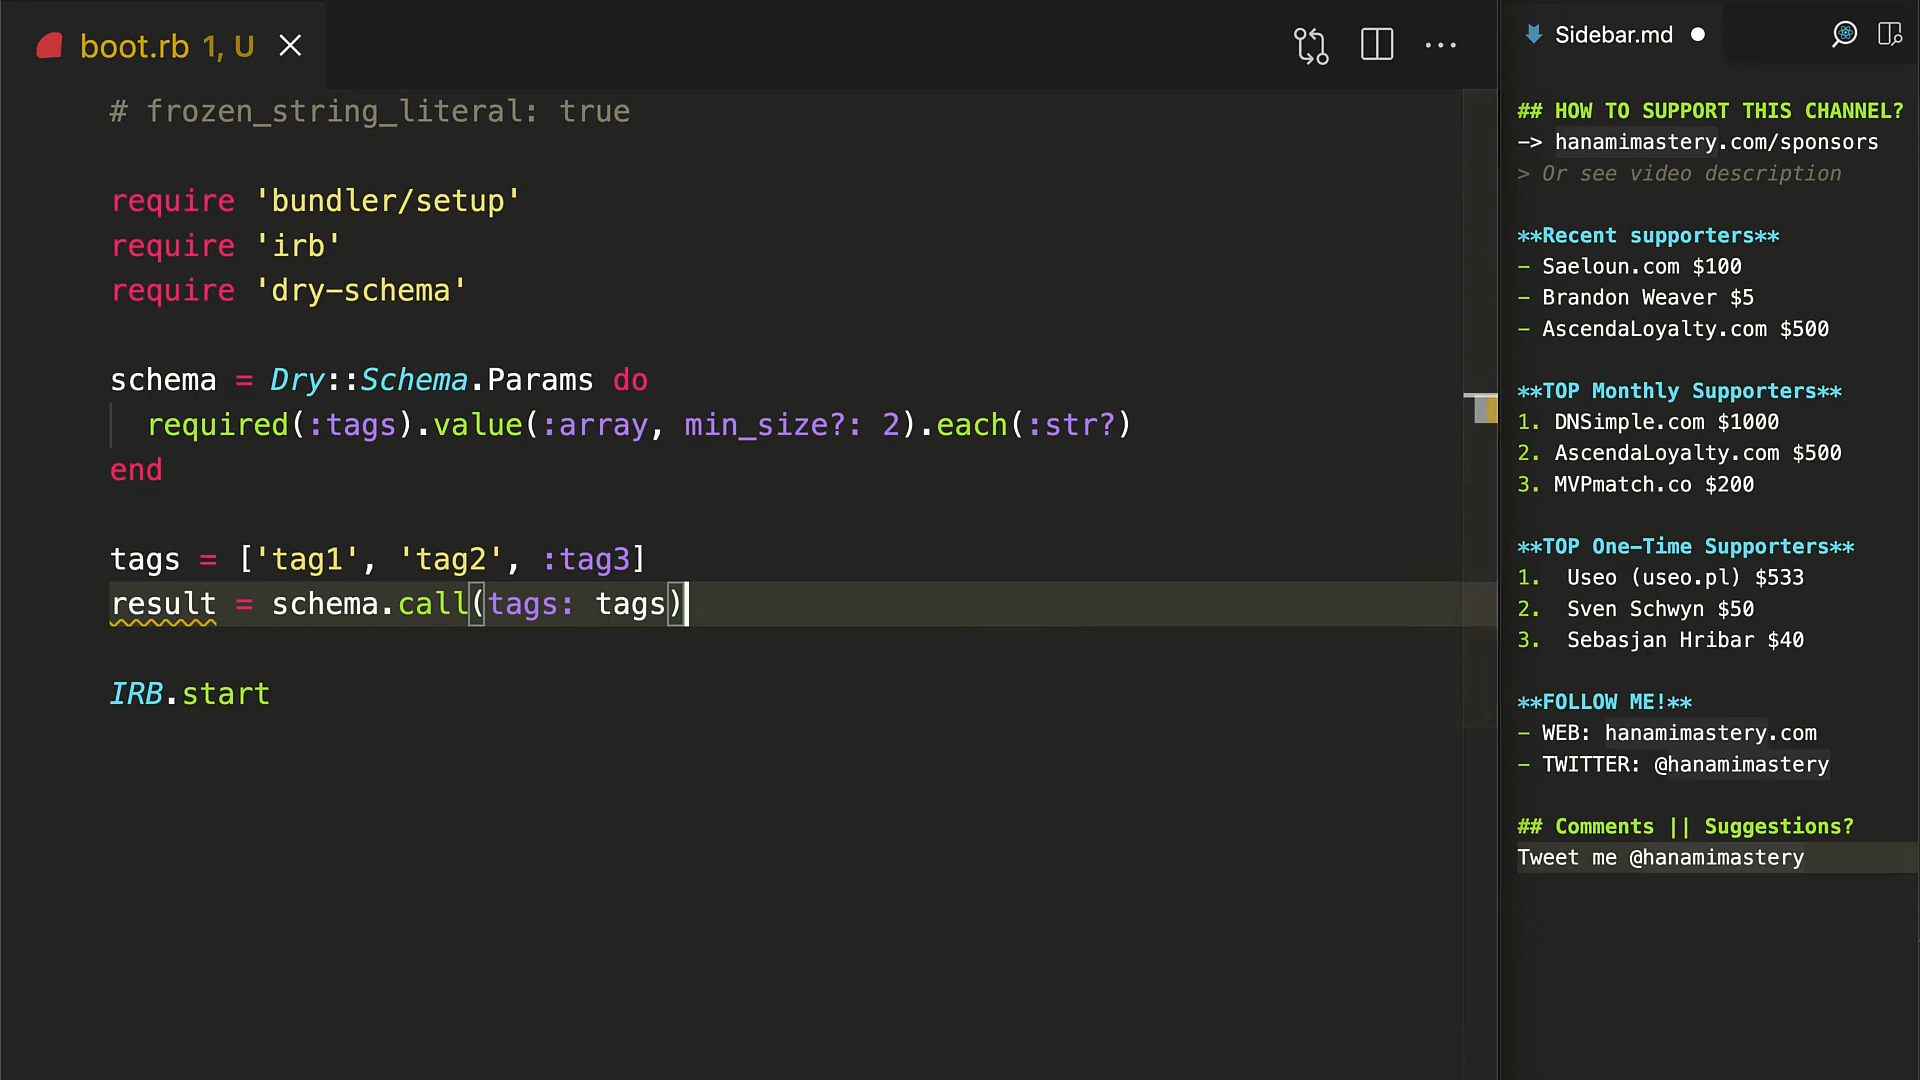 boot.rb 1, U
# frozen_string_literal: true
require 'bundler/setup'
require 'irb'
require 'dry-schema'
schema = Dry::Schema.Params do
required(:tags).value(:array, min_size?: 2).each(:str?)
end
tags = ['tag1', 'tag2', :tag3]
result = schema.call(tags: tags)
IRB.start
Sidebar.md
## HOW TO SUPPORT THIS CHANNEL?
-> hanamimastery.com/sponsors
> Or see video description
**Recent supporters**
- Saeloun.com $100
- Brandon Weaver $5
- AscendaLoyalty.com $500
**TOP Monthly Supporters**
1. DNSimple.com $1000
2. AscendaLoyalty.com $500
3. MVPmatch.co $200
**TOP One-Time Supporters**
1. Useo (useo.pl) $533
2. Sven Schwyn $50
3. Sebasjan Hribar $40
**FOLLOW ME!**
- WEB: hanamimastery.com
- TWITTER: @hanamimastery
## Comments || Suggestions?
Tweet me @hanamimastery